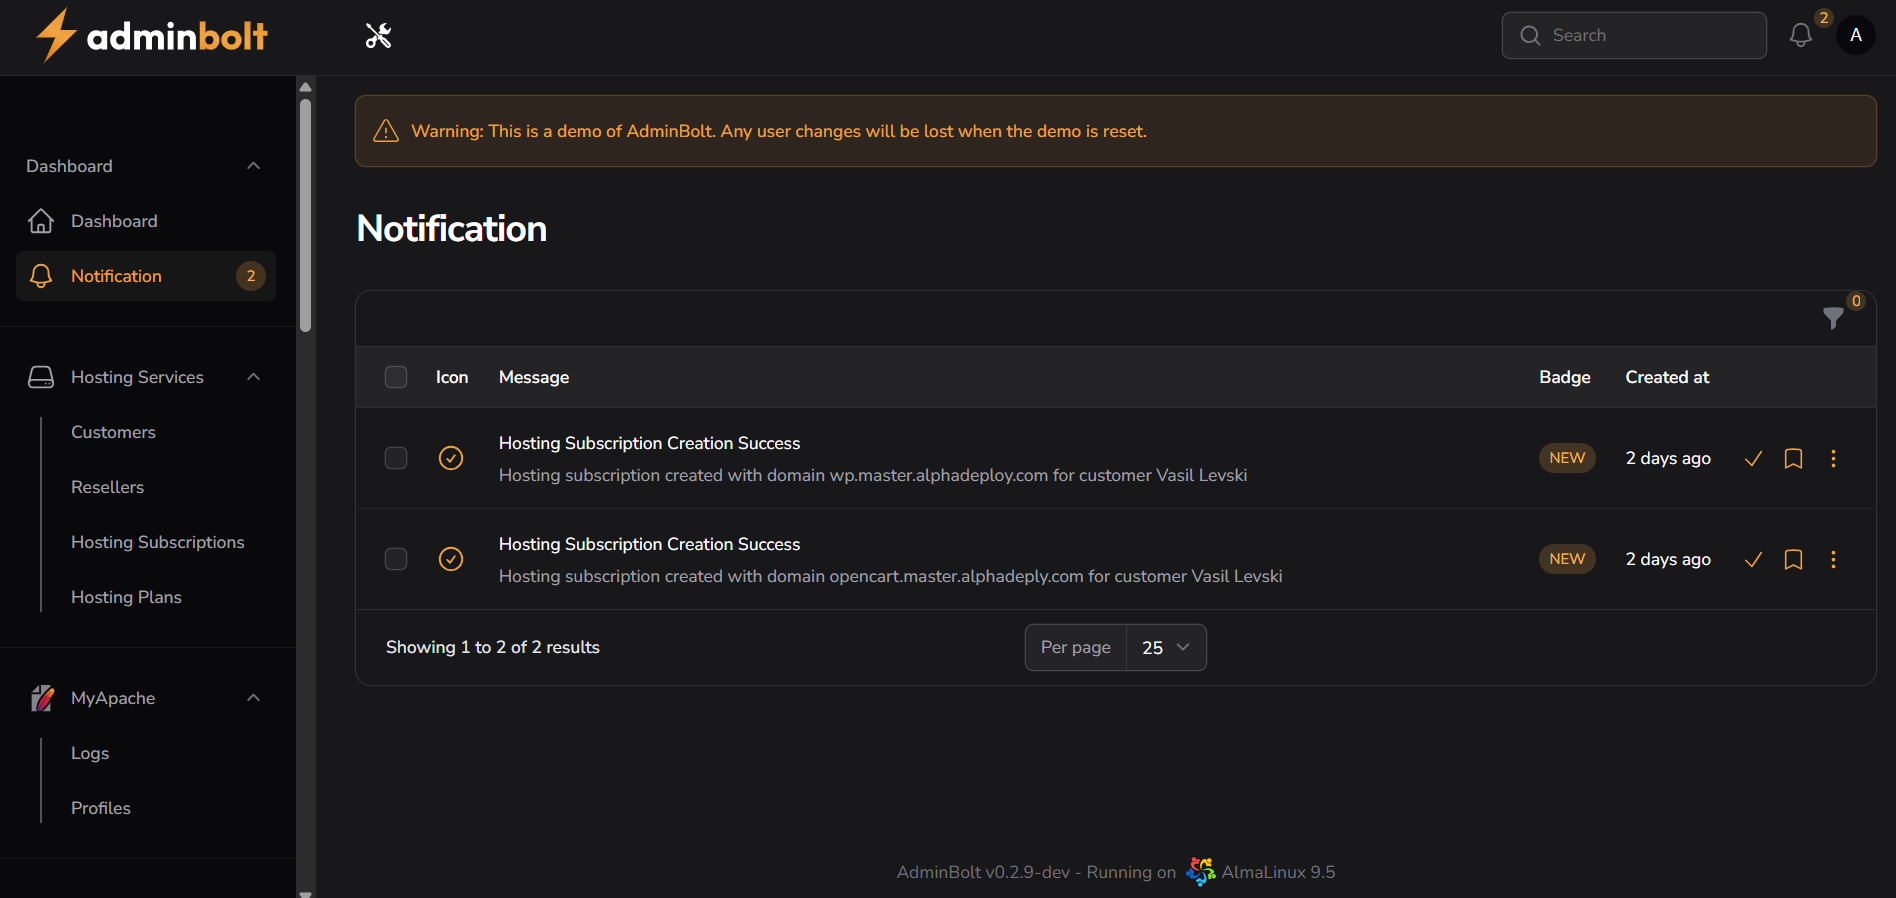 adminbolt
Search
2
A
Dashboard
Dashboard
Notification 2
Hosting Services
Customers
Resellers
Hosting Subscriptions
Hosting Plans
MyApache
Logs
Profiles
Warning: This is a demo of AdminBolt. Any user changes will be lost when the demo is reset.
Notification
0
Icon Message Badge Created at
Hosting Subscription Creation Success
Hosting subscription created with domain wp.master.alphadeploy.com for customer Vasil Levski
NEW 2 days ago
Hosting Subscription Creation Success
Hosting subscription created with domain opencart.master.alphadeply.com for customer Vasil Levski
NEW 2 days ago
Showing 1 to 2 of 2 results
Per page 25
AdminBolt v0.2.9-dev - Running on AlmaLinux 9.5